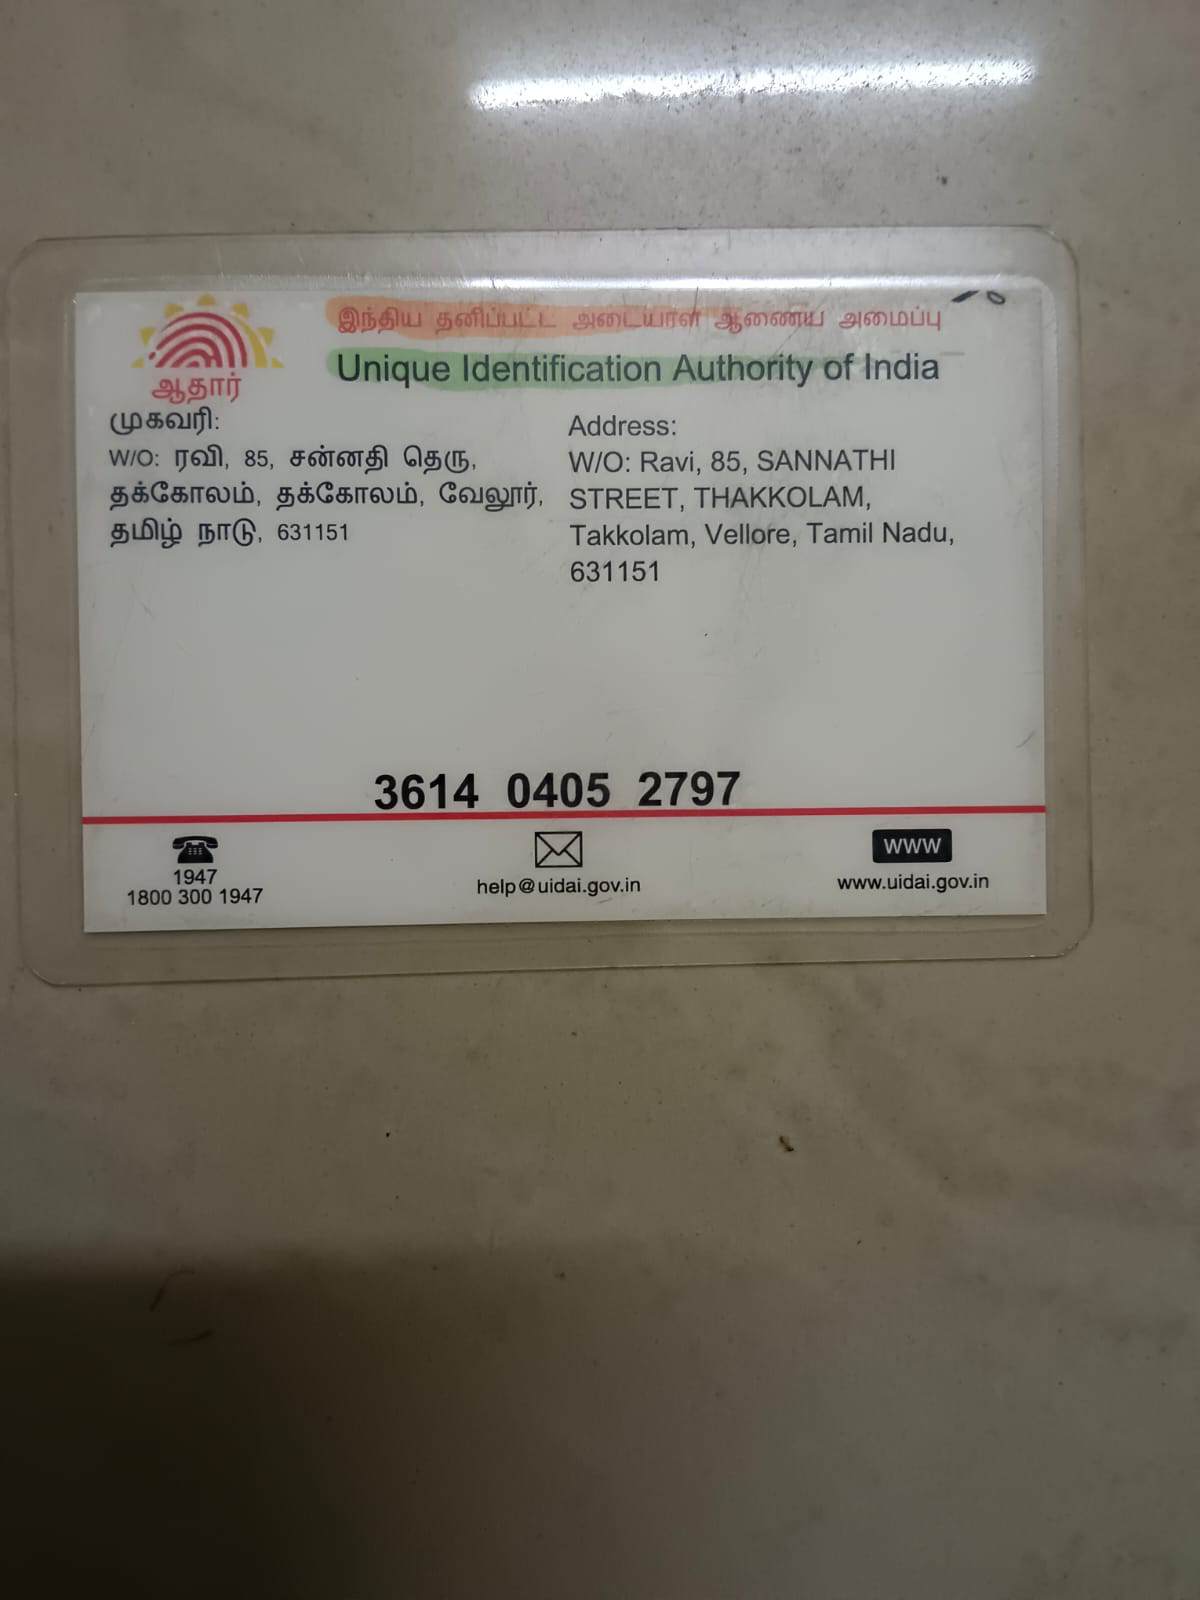 இந்திய தனிப்பட்ட அடையாள ஆணைய அமைப்பு
Unique Identification Authority of India
ஆதார்
முகவரி:
W/O: ரவி, 85, சன்னதி தெரு,
தக்கோலம், தக்கோலம், வேலூர்,
தமிழ் நாடு, 631151
Address:
W/O: Ravi, 85, SANNATHI
STREET, THAKKOLAM,
Takkolam, Vellore, Tamil Nadu,
631151
3614 0405 2797
1947
1800 300 1947
help@uidai.gov.in
WWW
www.uidai.gov.in